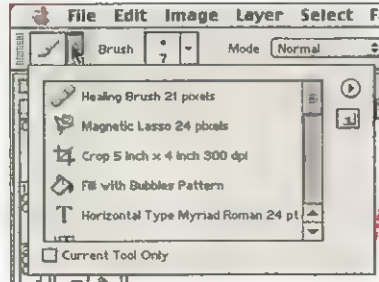 File Edit Image Layer Select F
Brush 7 Mode Normal
Healing Brush 21 pixels
Magnetic Lasso 24 pixels
Crop 5 inch x 4 inch 300 dpi
Fill with Bubbles Pattern
Horizontal Type Myriad Roman 24 pt
Current Tool Only